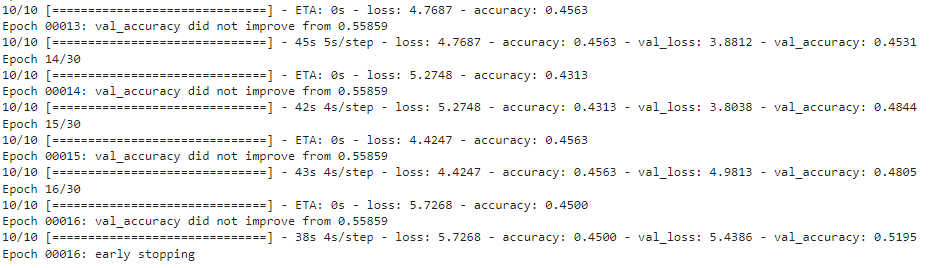 10/10 [==============================] - ETA: 0s - loss: 4.7687 - accuracy: 0.4563
Epoch 00013: val_accuracy did not improve from 0.55859
10/10 [==============================] - 45s 5s/step - loss: 4.7687 - accuracy: 0.4563 - val_loss: 3.8812 - val_accuracy: 0.4531
Epoch 14/30
10/10 [==============================] - ETA: 0s - loss: 5.2748 - accuracy: 0.4313
Epoch 00014: val_accuracy did not improve from 0.55859
10/10 [==============================] - 42s 4s/step - loss: 5.2748 - accuracy: 0.4313 - val_loss: 3.8038 - val_accuracy: 0.4844
Epoch 15/30
10/10 [==============================] - ETA: 0s - loss: 4.4247 - accuracy: 0.4563
Epoch 00015: val_accuracy did not improve from 0.55859
10/10 [==============================] - 43s 4s/step - loss: 4.4247 - accuracy: 0.4563 - val_loss: 4.9813 - val_accuracy: 0.4805
Epoch 16/30
10/10 [==============================] - ETA: 0s - loss: 5.7268 - accuracy: 0.4500
Epoch 00016: val_accuracy did not improve from 0.55859
10/10 [==============================] - 38s 4s/step - loss: 5.7268 - accuracy: 0.4500 - val_loss: 5.4386 - val_accuracy: 0.5195
Epoch 00016: early stopping